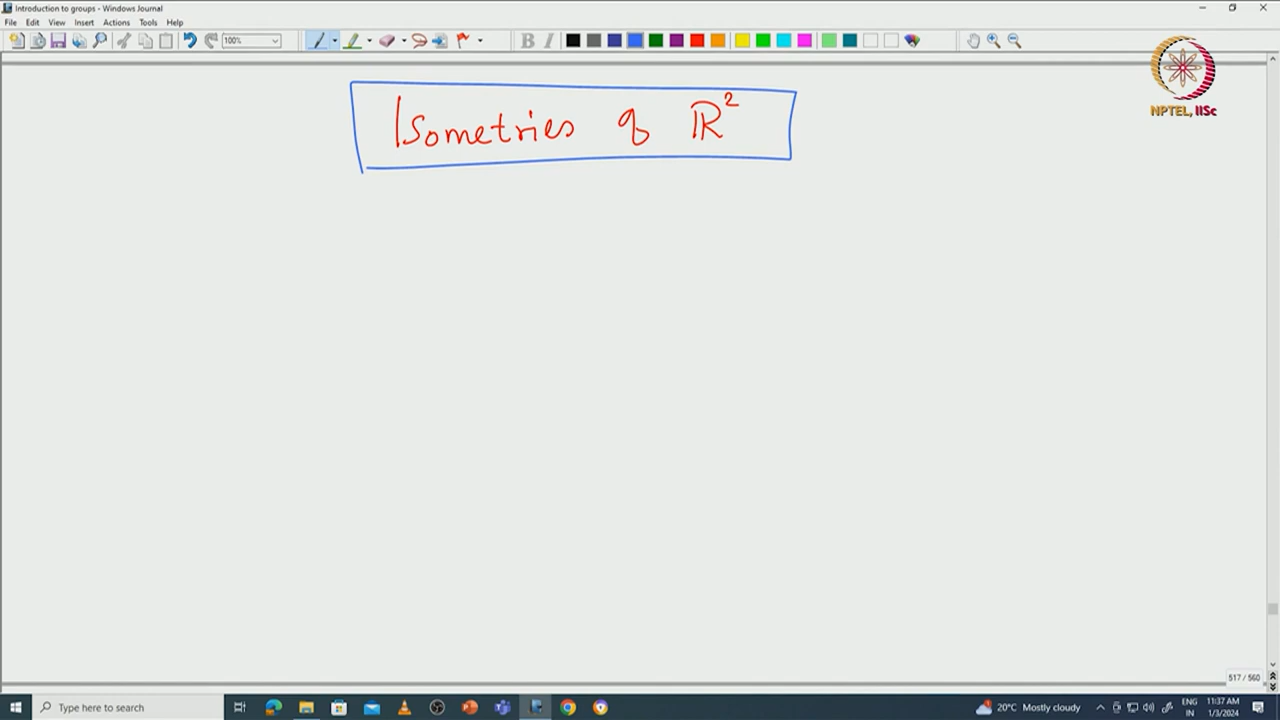 Introduction to groups - Windows Journal
File Edit View Insert Actions Tools Help
100%
B I
NPTEL, IISc
Isometries of ℝ²
517 / 560
Type here to search
20°C Mostly cloudy
ENG
IN
11:37 AM
1/3/2024